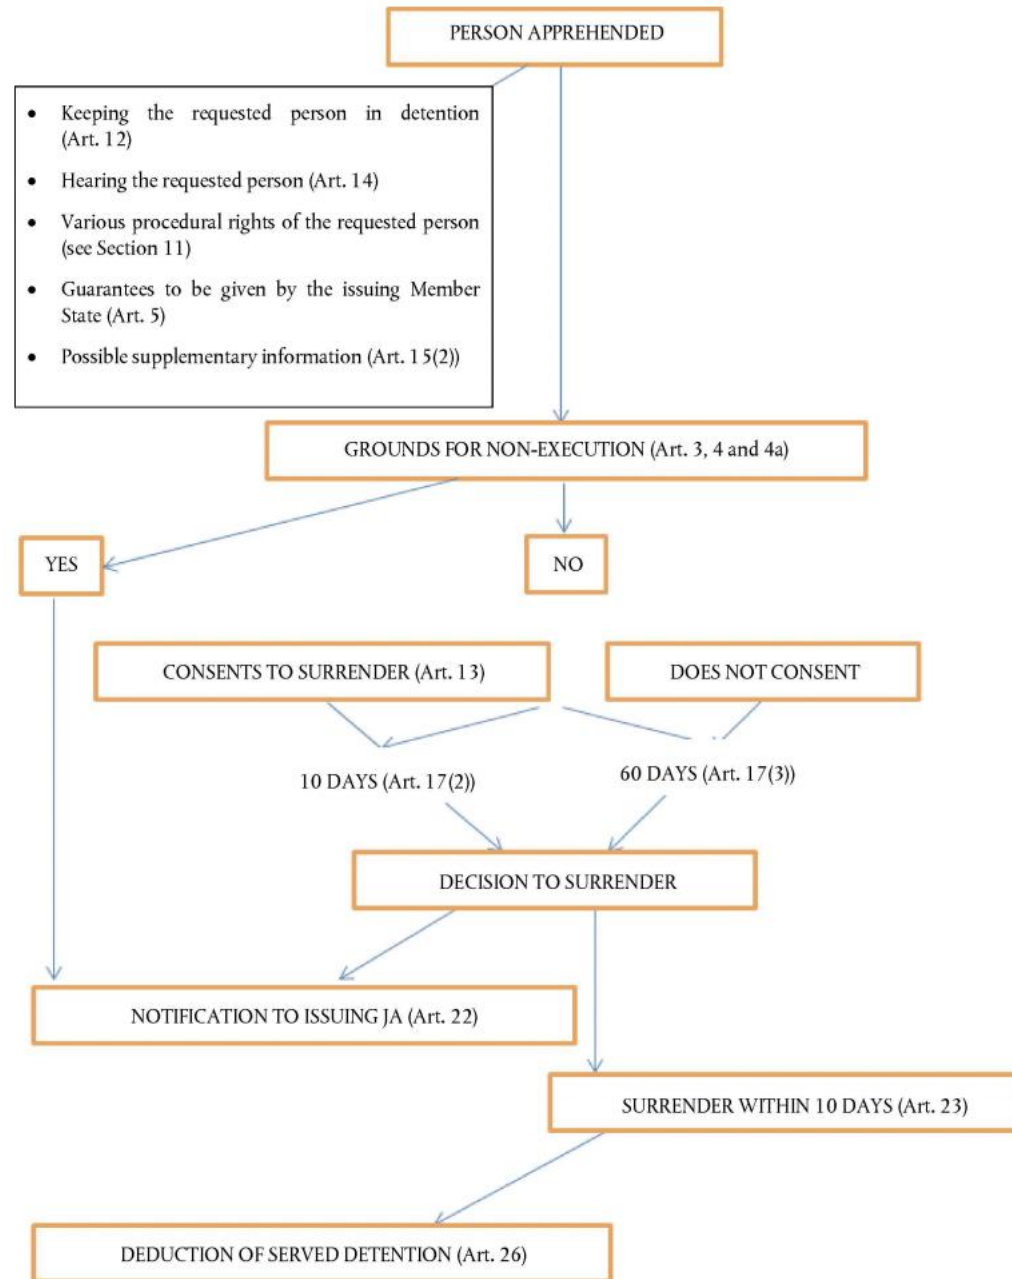 PERSON APPREHENDED
• Keeping the requested person in detention
(Art. 12)
• Hearing the requested person (Art. 14)
• Various procedural rights of the requested person
(see Section 11)
• Guarantees to be given by the issuing Member
State (Art. 5)
• Possible supplementary information (Art. 15(2))
GROUNDS FOR NON-EXECUTION (Art. 3, 4 and 4a)
YES
NO
CONSENTS TO SURRENDER (Art. 13)
DOES NOT CONSENT
10 DAYS (Art. 17(2))
60 DAYS (Art. 17(3))
DECISION TO SURRENDER
NOTIFICATION TO ISSUING JA (Art. 22)
SURRENDER WITHIN 10 DAYS (Art. 23)
DEDUCTION OF SERVED DETENTION (Art. 26)